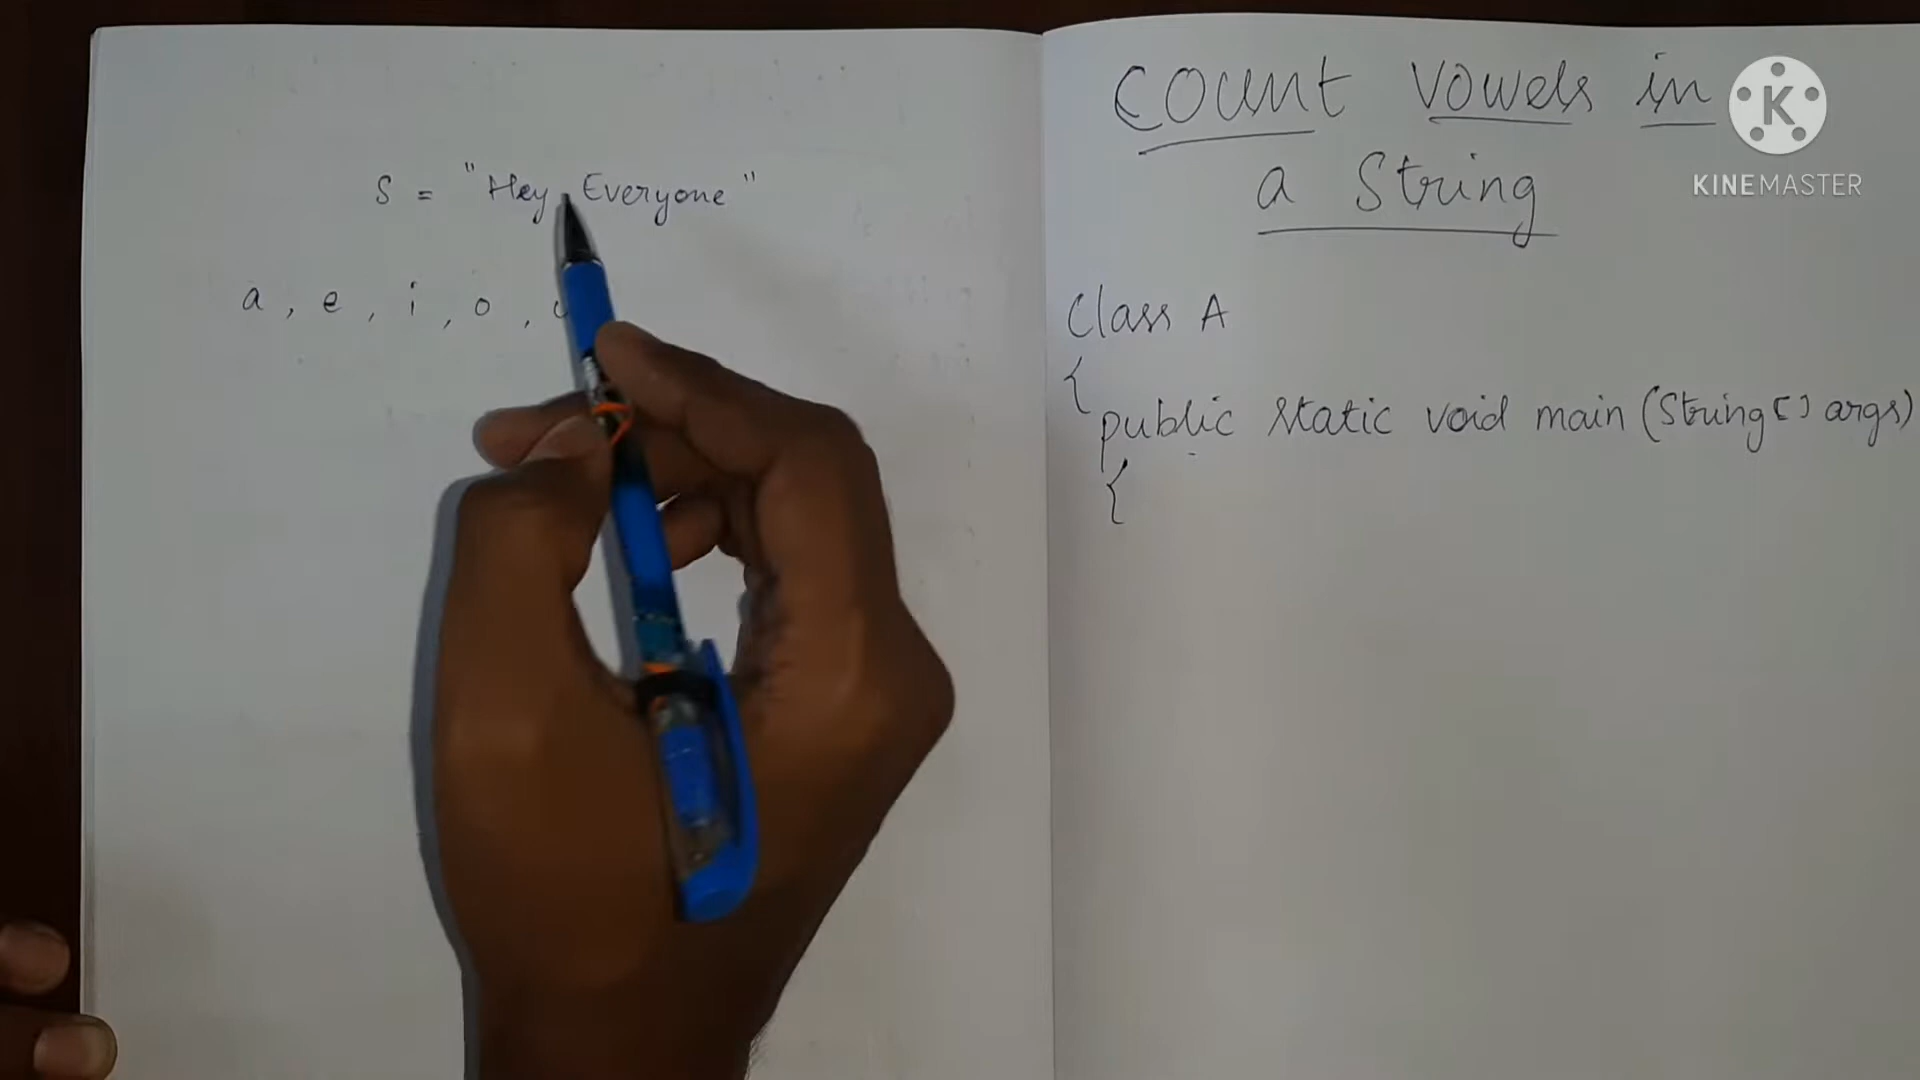 S = "Hey Everyone"
a , e , i , o , u
Count Vowels in
a String
Class A
{
public static void main (String[] args)
{
KINEMASTER